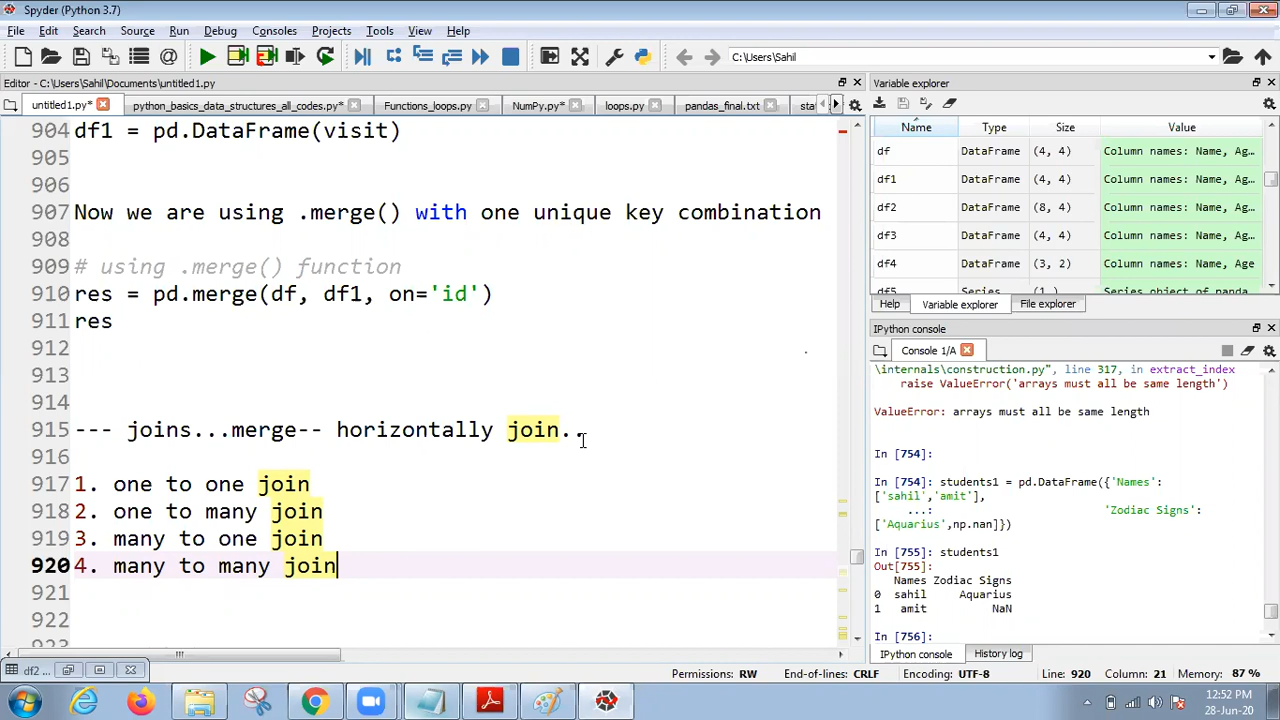 Spyder (Python 3.7)
File Edit Search Source Run Debug Consoles Projects Tools View Help
C:\Users\Sahil
Editor - C:\Users\Sahil\Documents\untitled1.py
untitled1.py* python_basics_data_structures_all_codes.py* Functions_loops.py NumPy.py* loops.py pandas_final.txt sta
904 df1 = pd.DataFrame(visit)
905
906
907 Now we are using .merge() with one unique key combination
908
909 # using .merge() function
910 res = pd.merge(df, df1, on='id')
911 res
912
913
914
915 --- joins...merge-- horizontally join..
916
917 1. one to one join
918 2. one to many join
919 3. many to one join
920 4. many to many join
921
922
923
df2 ...
Variable explorer
Name Type Size Value
df DataFrame (4, 4) Column names: Name, Ag...
df1 DataFrame (4, 4) Column names: Name, Ag...
df2 DataFrame (8, 4) Column names: Name, Ag...
df3 DataFrame (4, 4) Column names: Name, Ag...
df4 DataFrame (3, 2) Column names: Name, Age
df5 Series (1,) Series object of panda
Help Variable explorer File explorer
IPython console
Console 1/A
\internals\construction.py", line 317, in extract_index
raise ValueError('arrays must all be same length')
ValueError: arrays must all be same length
In [754]:
In [754]: students1 = pd.DataFrame({'Names':
['sahil','amit'],
...: 'Zodiac Signs':
['Aquarius',np.nan]})
In [755]: students1
Out[755]:
Names Zodiac Signs
0 sahil Aquarius
1 amit NaN
In [756]:
IPython console History log
Permissions: RW End-of-lines: CRLF Encoding: UTF-8 Line: 920 Column: 21 Memory: 87 %
12:52 PM
28-Jun-20